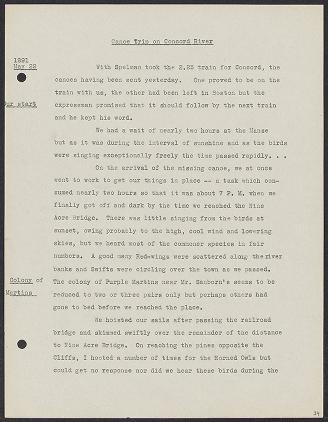 Canoe Trip on Concord River
1891
May 22
With Spelman took the 2.25 train for Concord, the
canoes having been sent yesterday. One proved to be on the
train with us, the other had been left in Boston but the
Our start
expressman promised that it should follow by the next train
and he kept his word.
We had a wait of nearly two hours at the Manse
but as it was during the interval of sunshine and as the birds
were singing exceptionally freely the time passed rapidly. . .
On the arrival of the missing canoe, we at once
went to work to get our things in place -- a task which con-
sumed nearly two hours so that it was about 7 P. M. when we
finally got off and dark by the time we reached the Nine
Acre Bridge. There was little singing from the birds at
sunset, owing probably to the high, cool wind and lowering
skies, but we heard most of the commoner species in fair
numbers. A good many Red-wings were scattered along the river
banks and Swifts were circling over the town as we passed.
Colony of
The colony of Purple Martins near Mr. Sanborn's seems to be
Martins
reduced to two or three pairs only but perhaps others had
gone to bed before we reached the place.
We hoisted our sails after passing the railroad
bridge and skimmed swiftly over the remainder of the distance
to Nine Acre Bridge. On reaching the pines opposite the
Cliffs, I hooted a number of times for the Horned Owls but
could get no response nor did we hear these birds during the
34